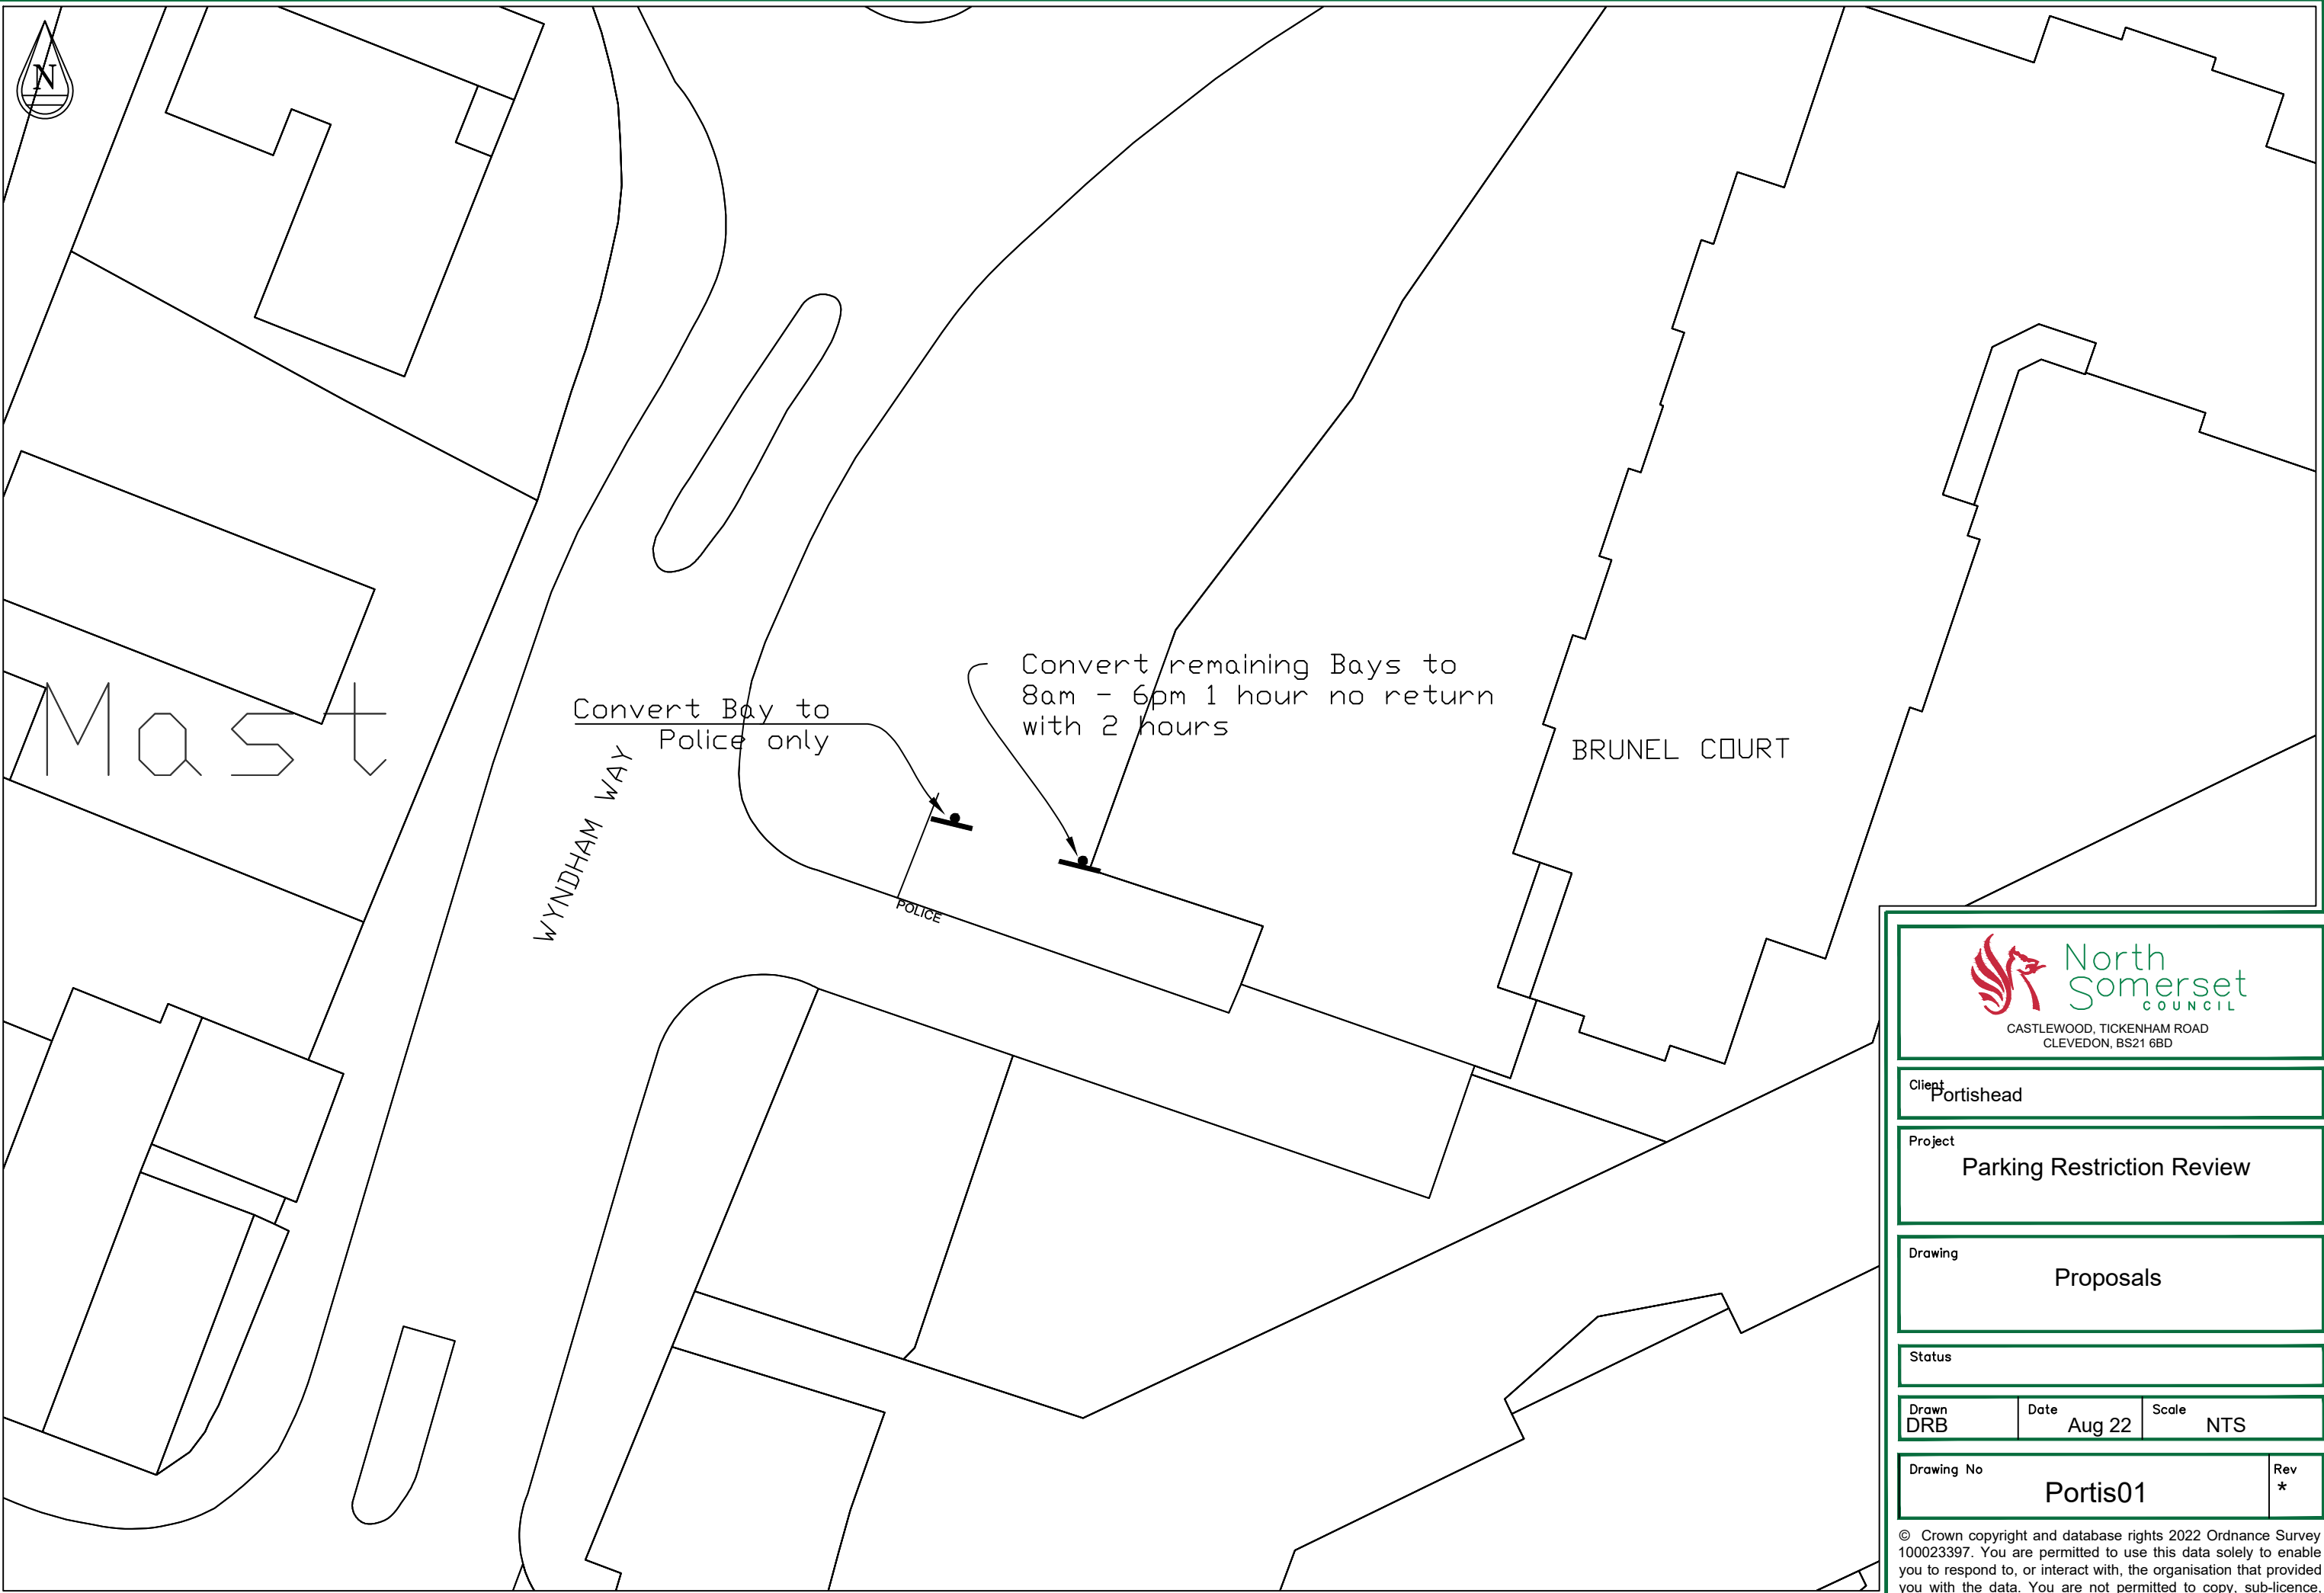 N
Convert remaining Bays to
8am - 6pm 1 hour no return
with 2 hours
Convert Bay to
Police only
Mast
WYNDHAM WAY
BRUNEL COURT
POLICE
North
Somerset
COUNCIL
CASTLEWOOD, TICKENHAM ROAD
CLEVEDON, BS21 6BD
Client
Portishead
Project
Parking Restriction Review
Drawing
Proposals
Status
Drawn
DRB
Date
Aug 22
Scale
NTS
Drawing No
Portis01
Rev
*
© Crown copyright and database rights 2022 Ordnance Survey
100023397. You are permitted to use this data solely to enable
you to respond to, or interact with, the organisation that provided
you with the data. You are not permitted to copy, sub-licence,